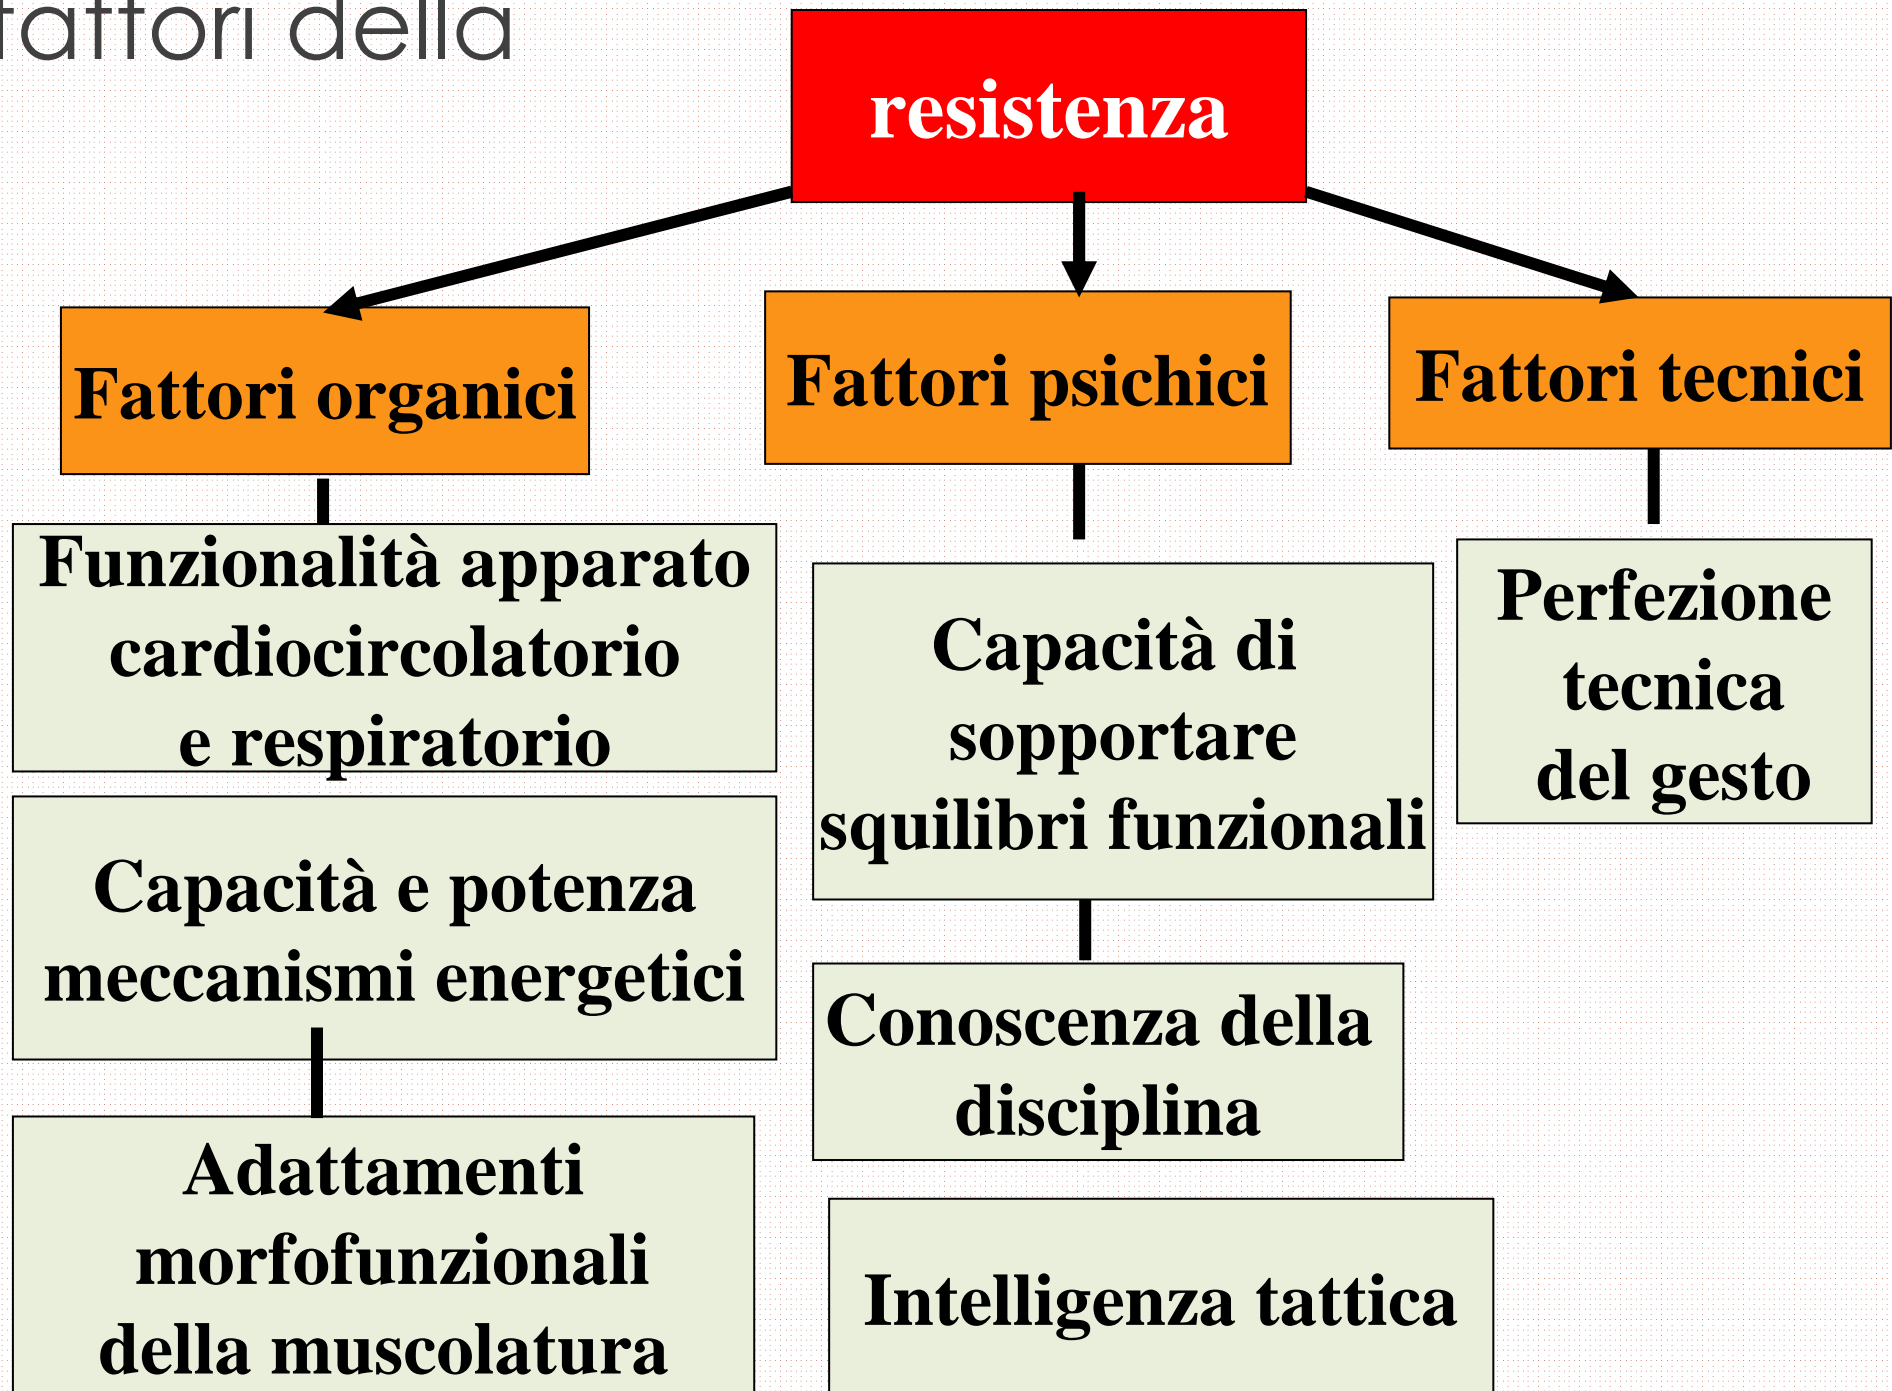 fattori della
resistenza
Fattori organici
Fattori psichici
Fattori tecnici
Funzionalità apparato
cardiocircolatorio
e respiratorio
Capacità e potenza
meccanismi energetici
Adattamenti
morfofunzionali
della muscolatura
Capacità di
sopportare
squilibri funzionali
Conoscenza della
disciplina
Intelligenza tattica
Perfezione
tecnica
del gesto